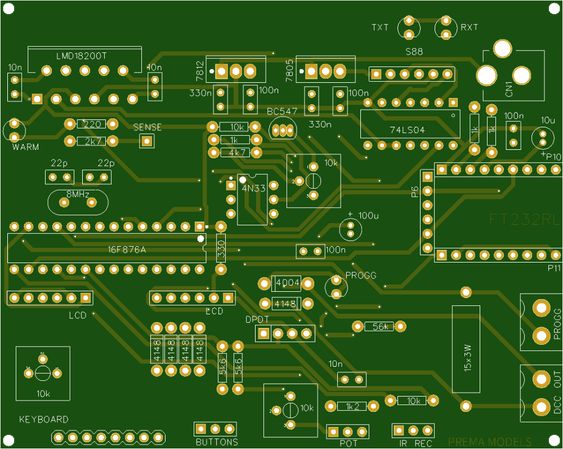 TXT
RXT
S88
LMD18200T
7812
7805
CN1
10n
10n
330n
100n
330n
100n
BC547
74LS04
1k
1k
100n
10u
WARM
220
2k7
SENSE
10k
1k
4k7
10k
P10
22p
22p
8MHz
4N33
P6
FT232RL
100u
16F876A
330
100n
P11
4004
PROGG
4148
LCD
LCD
DPOT
56k
PROGG
4148
4148
4148
4148
5k6
5k6
15x3W
10n
10k
10k
1k2
10k
DCC OUT
KEYBOARD
BUTTONS
POT
IR REC
PREMA MODELS